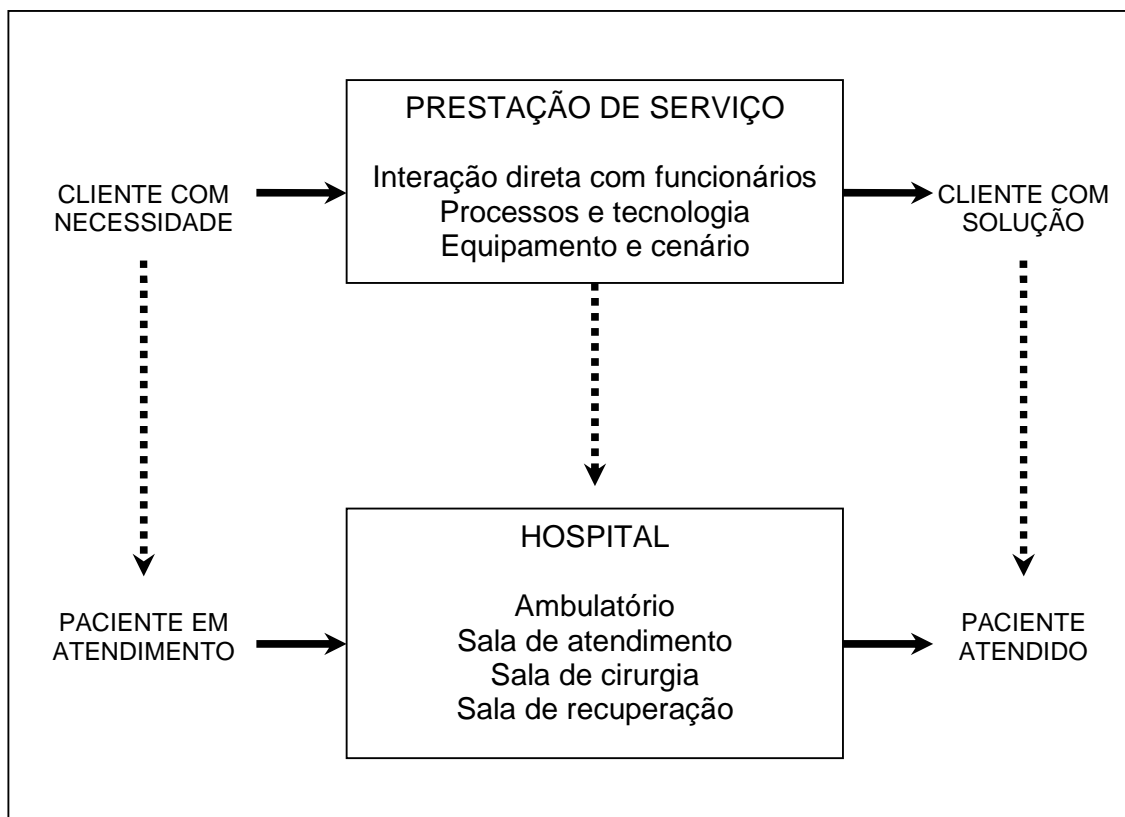 PRESTAÇÃO DE SERVIÇO
Interação direta com funcionários
Processos e tecnologia
Equipamento e cenário
CLIENTE COM
NECESSIDADE
CLIENTE COM
SOLUÇÃO
HOSPITAL
Ambulatório
Sala de atendimento
Sala de cirurgia
Sala de recuperação
PACIENTE EM
ATENDIMENTO
PACIENTE
ATENDIDO